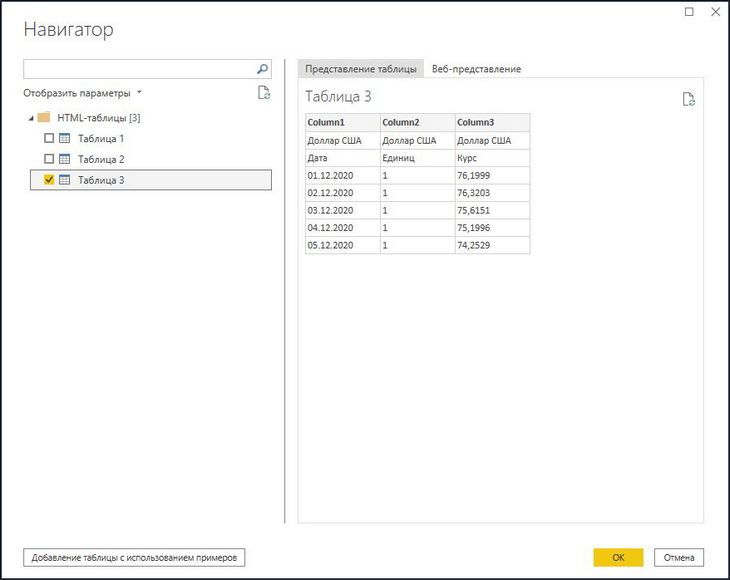 Навигатор
Отобразить параметры
HTML-таблицы [3]
Таблица 1
Таблица 2
Таблица 3
Представление таблицы Веб-представление
Таблица 3
Column1 Column2 Column3
Доллар США Доллар США Доллар США
Дата Единиц Курс
01.12.2020 1 76,1999
02.12.2020 1 76,3203
03.12.2020 1 75,6151
04.12.2020 1 75,1996
05.12.2020 1 74,2529
Добавление таблицы с использованием примеров
ОК Отмена